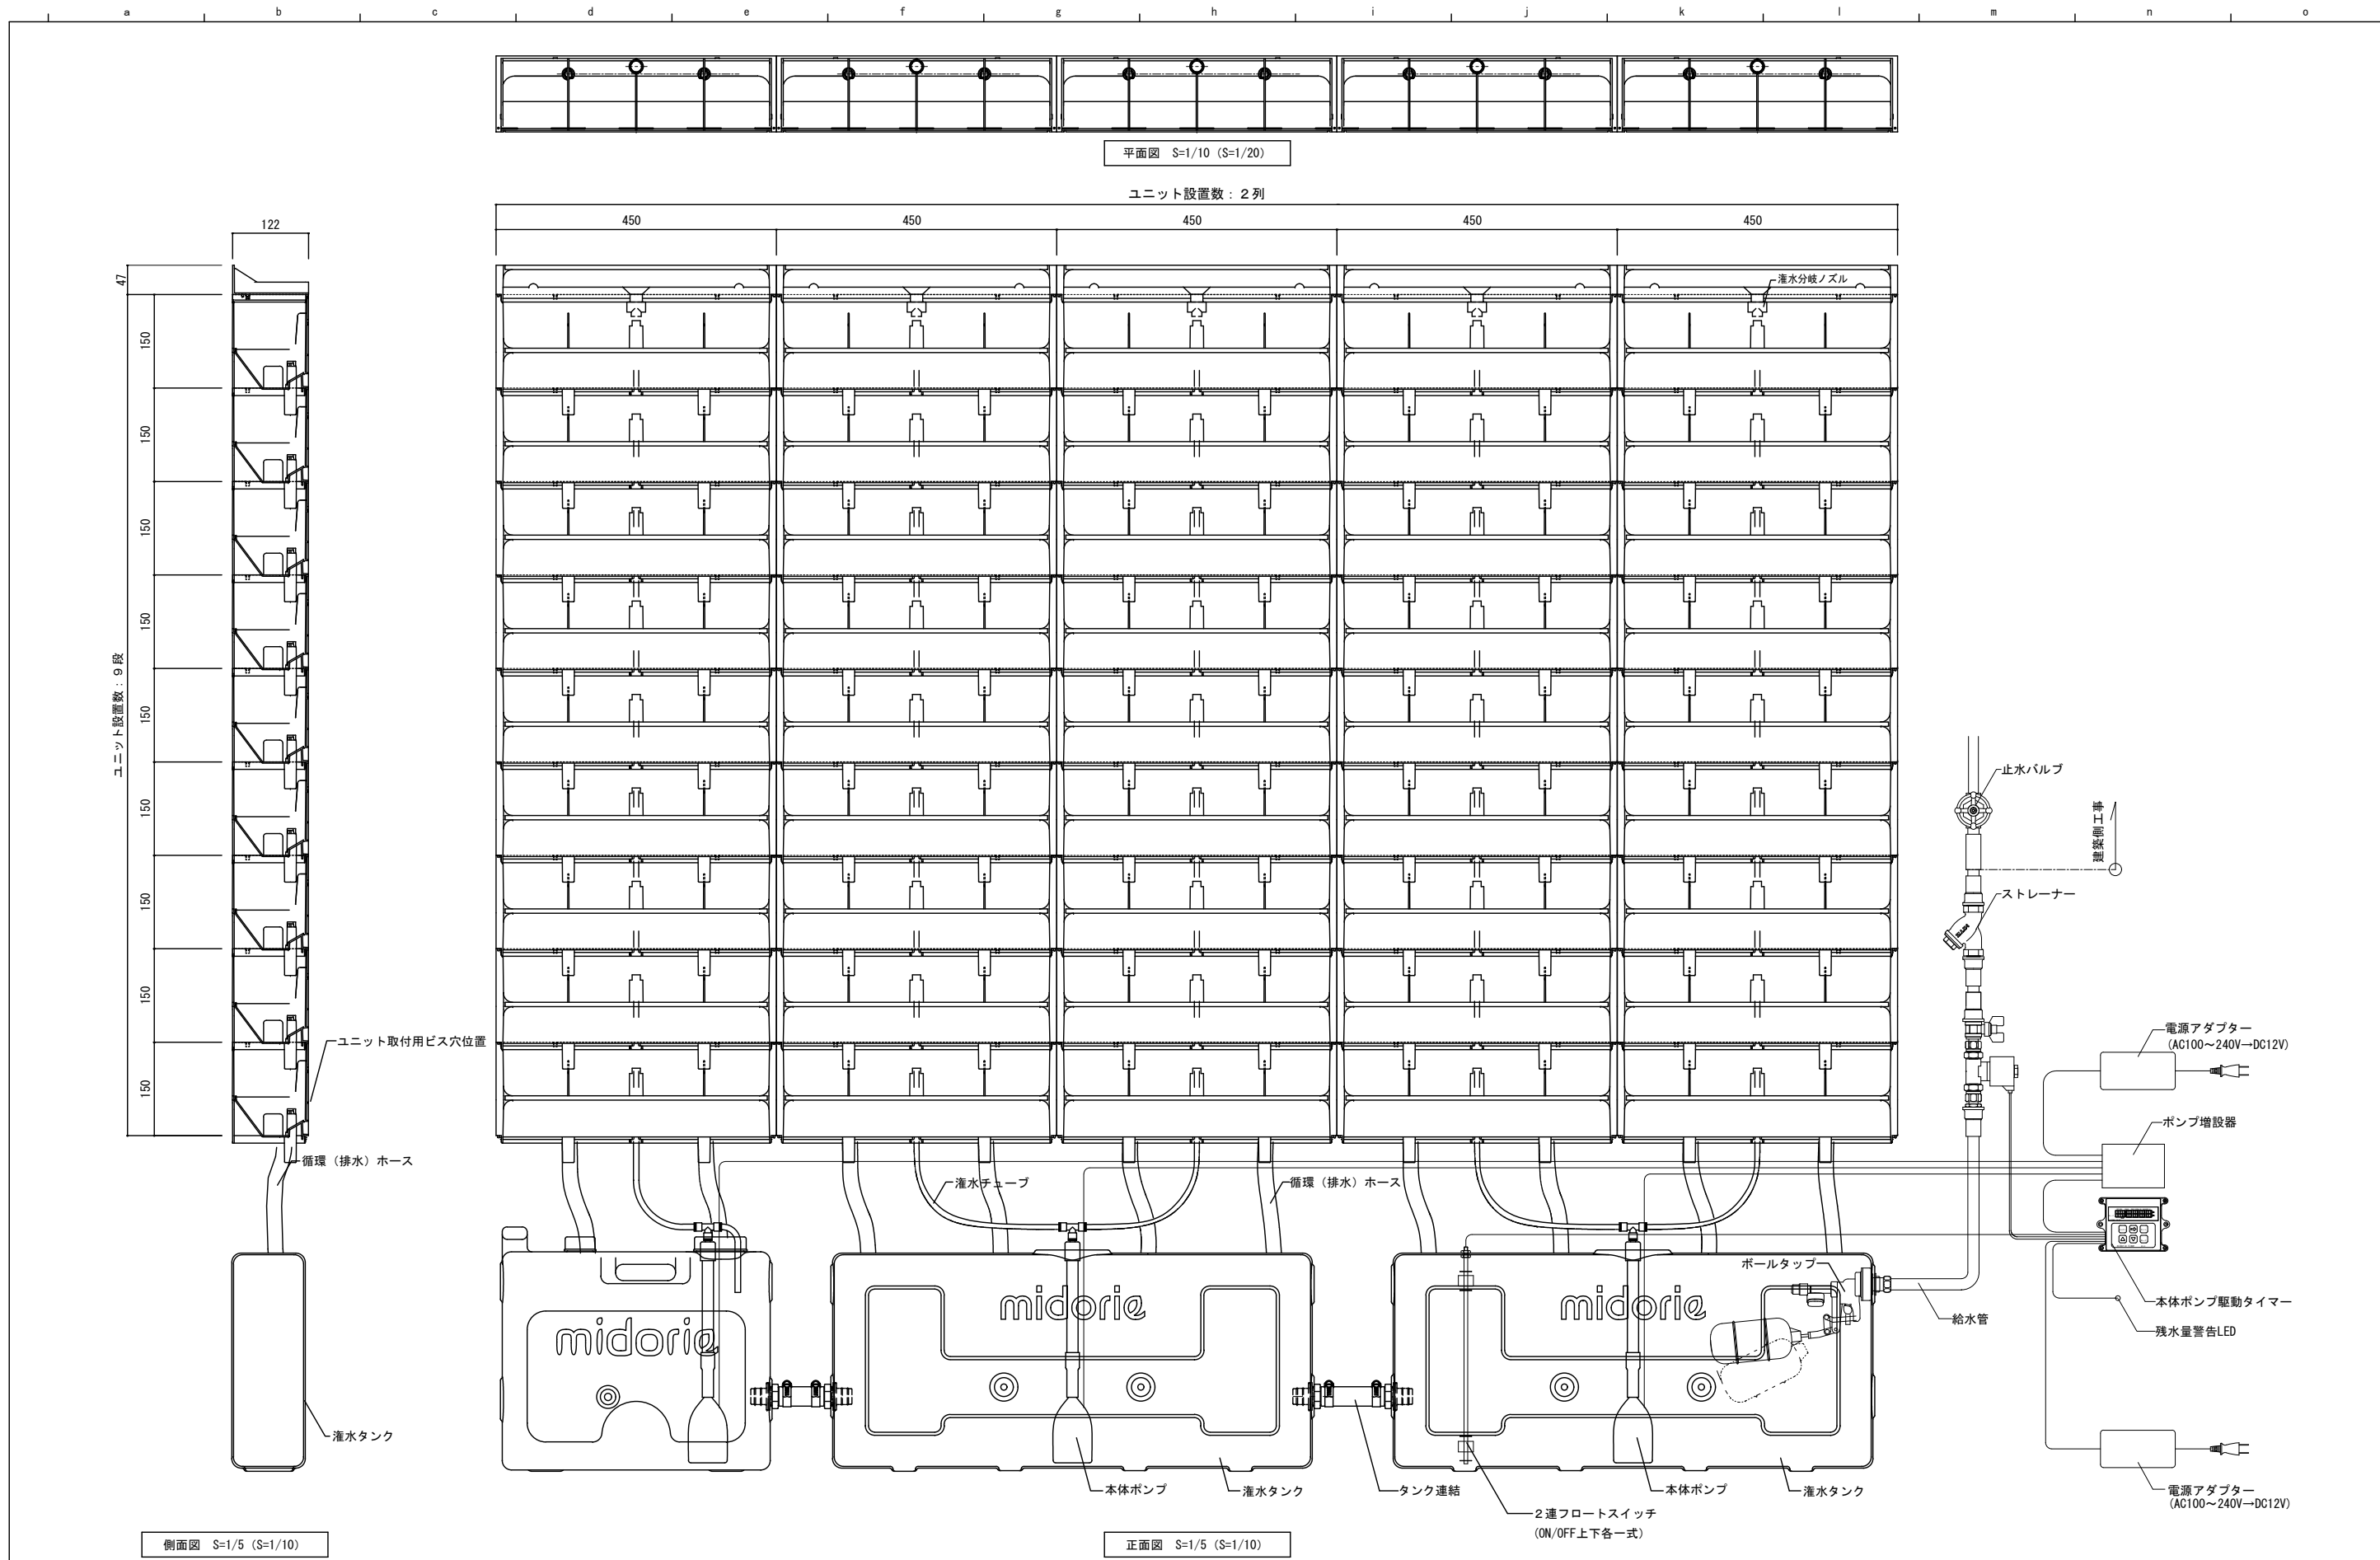 a b c d e f g h i j k l m n o
平面図 S=1/10 (S=1/20)
ユニット設置数：２列
450 450 450 450 450
122
47
150
150
150
150
150
150
150
150
150
ユニット設置数：９段
潅水分岐ノズル
止水バルブ
建築側工事
ストレーナー
電源アダプター
(AC100～240V→DC12V)
ユニット取付用ビス穴位置
ポンプ増設器
循環（排水）ホース
潅水チューブ
循環（排水）ホース
ボールタップ
給水管
本体ポンプ駆動タイマー
残水量警告LED
midorie
midorie
midorie
潅水タンク
本体ポンプ
潅水タンク
タンク連結
２連フロートスイッチ
(ON/OFF上下各一式)
本体ポンプ
潅水タンク
電源アダプター
(AC100～240V→DC12V)
側面図 S=1/5 (S=1/10)
正面図 S=1/5 (S=1/10)